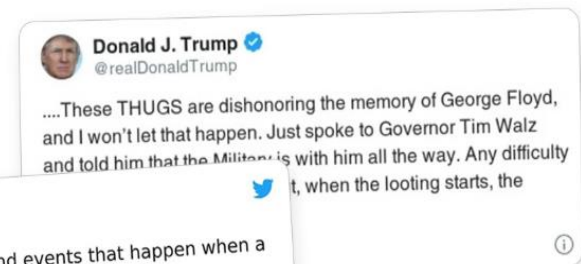 Donald J. Trump
@realDonaldTrump
....These THUGS are dishonoring the memory of George Floyd,
and I won't let that happen. Just spoke to Governor Tim Walz
and told him that the Military is with him all the way. Any difficulty
t, when the looting starts, the
nd events that happen when a